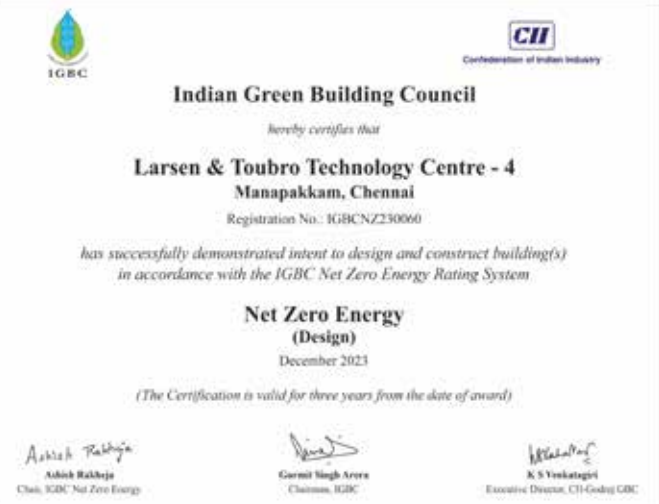 IGBC
CII
Confederation of Indian Industry
Indian Green Building Council
hereby certifies that
Larsen & Toubro Technology Centre - 4
Manapakkam, Chennai
Registration No.: IGBCNZ230060
has successfully demonstrated intent to design and construct building(s)
in accordance with the IGBC Net Zero Energy Rating System
Net Zero Energy
(Design)
December 2023
(The Certification is valid for three years from the date of award)
Ashish Rakheja
Gurmit Singh Arora
K S Venkatagiri
Chair, IGBC Net Zero Energy
Chairman, IGBC
Executive Director, CII-Godrej GBC